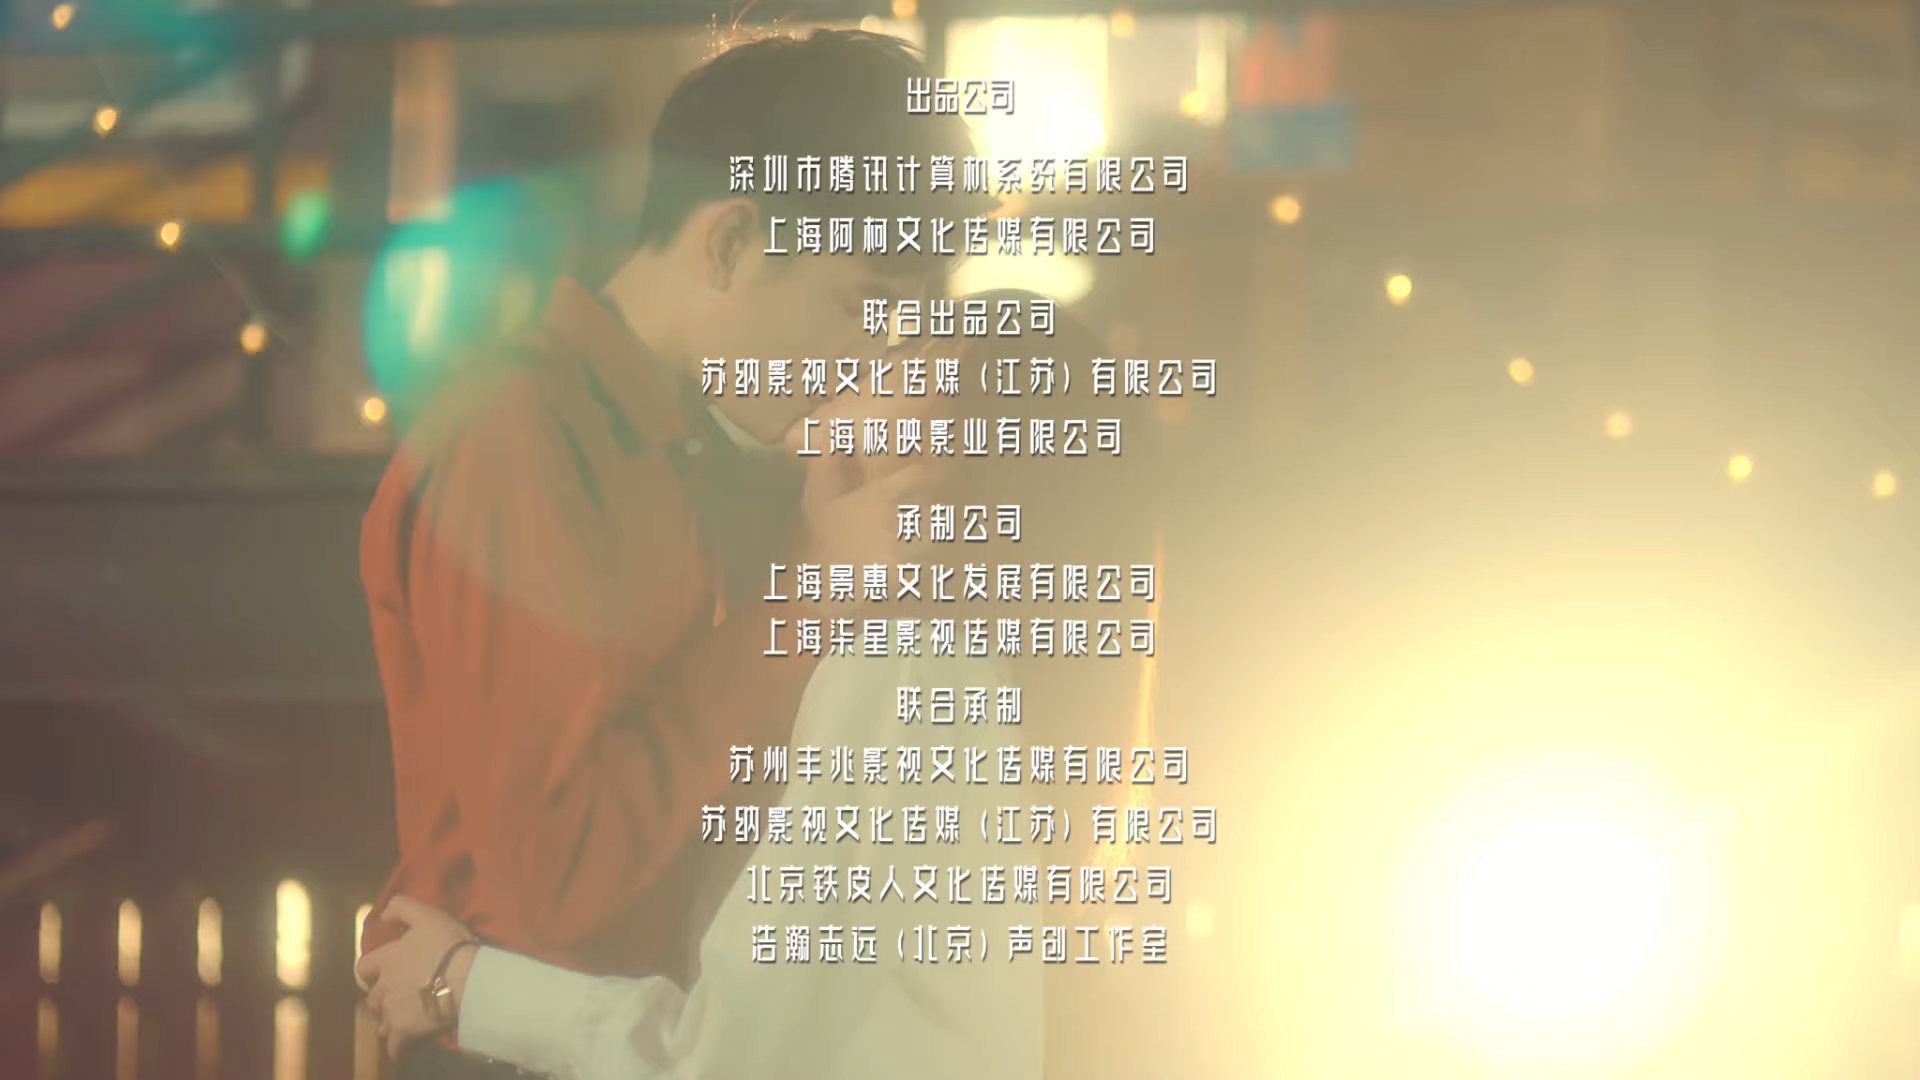 出品公司
深圳市腾讯计算机系统有限公司
上海阿柯文化传媒有限公司
联合出品公司
苏纳影视文化传媒（江苏）有限公司
上海极映影业有限公司
承制公司
上海景惠文化发展有限公司
上海柒星影视传媒有限公司
联合承制
苏州丰兆影视文化传媒有限公司
苏纳影视文化传媒（江苏）有限公司
北京铁皮人文化传媒有限公司
浩瀚志远（北京）声创工作室